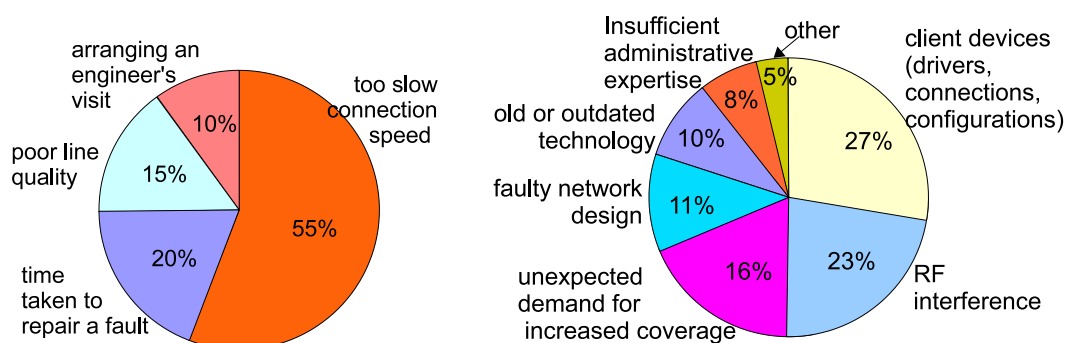 arranging an
engineer's
visit
10%
too slow
connection
speed
poor line
quality
15%
55%
20%
time
taken to
repair a fault
Insufficient
administrative
expertise
other
5%
8%
client devices
(drivers,
connections,
configurations)
27%
old or outdated
technology
10%
faulty network
design
11%
unexpected
demand for
increased coverage
16%
23%
RF
interference